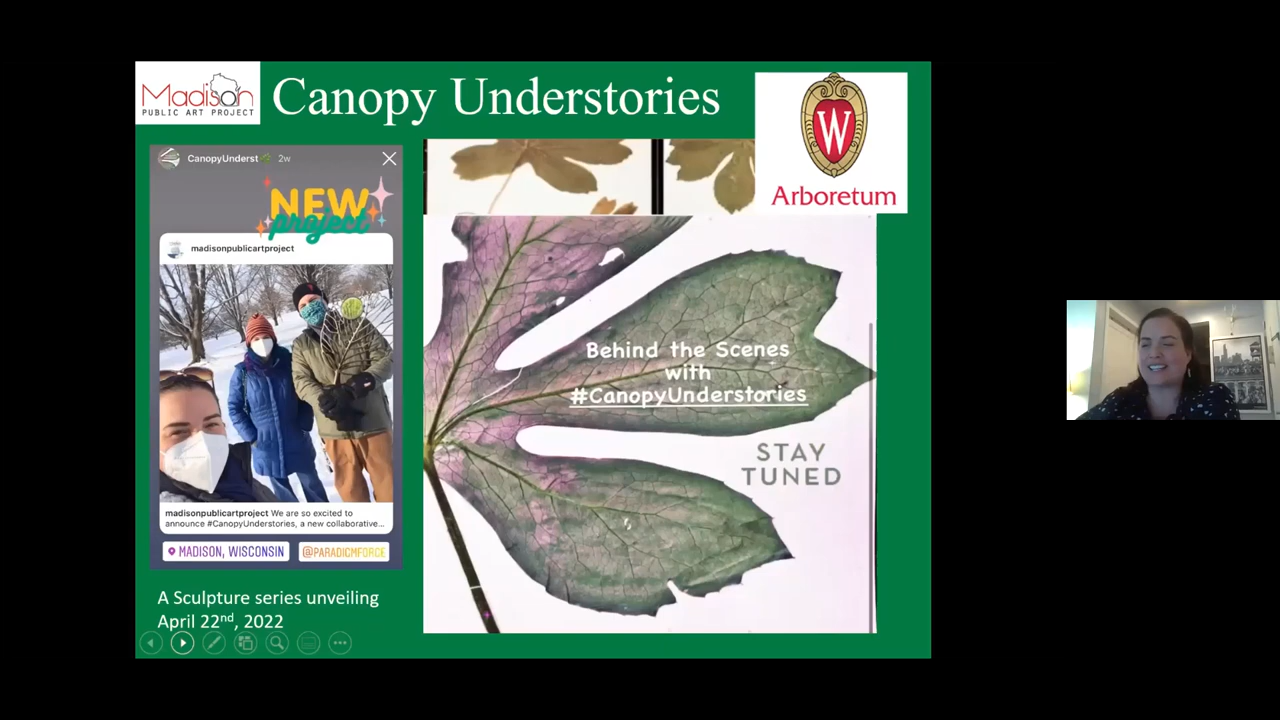 Madison
PUBLIC ART PROJECT
Canopy Understories
W
Arboretum
CanopyUnderst 2w
NEW
project
madisonpublicartproject
madisonpublicartproject We are so excited to
announce #CanopyUnderstories, a new collaborative...
MADISON, WISCONSIN
@PARADICMFORCE
Behind the Scenes
with
#CanopyUnderstories
STAY
TUNED
A Sculpture series unveiling
April 22nd, 2022